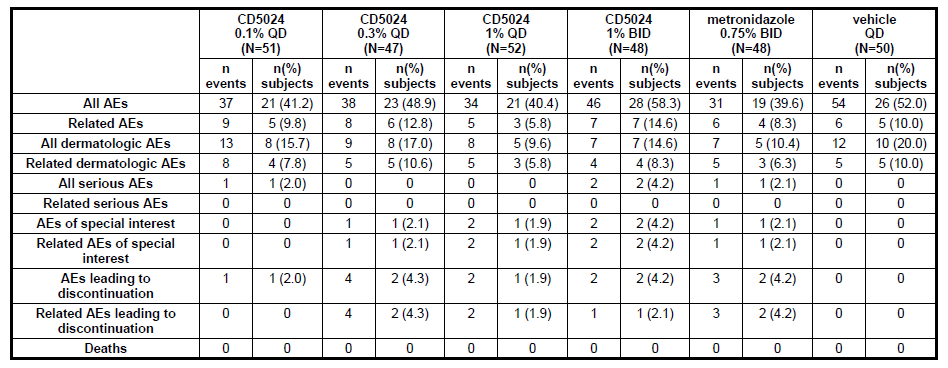 CD5024 0.1% QD (N=51) CD5024 0.3% QD (N=47) CD5024 1% QD (N=52) CD5024 1% BID (N=48) metronidazole 0.75% BID (N=48) vehicle QD (N=50)
n events n(%) subjects n events n(%) subjects n events n(%) subjects n events n(%) subjects n events n(%) subjects n events n(%) subjects
All AEs 37 21 (41.2) 38 23 (48.9) 34 21 (40.4) 46 28 (58.3) 31 19 (39.6) 54 26 (52.0)
Related AEs 9 5 (9.8) 8 6 (12.8) 5 3 (5.8) 7 7 (14.6) 6 4 (8.3) 6 5 (10.0)
All dermatologic AEs 13 8 (15.7) 9 8 (17.0) 8 5 (9.6) 7 7 (14.6) 7 5 (10.4) 12 10 (20.0)
Related dermatologic AEs 8 4 (7.8) 5 5 (10.6) 5 3 (5.8) 4 4 (8.3) 5 3 (6.3) 5 5 (10.0)
All serious AEs 1 1 (2.0) 0 0 0 0 2 2 (4.2) 1 1 (2.1) 0 0
Related serious AEs 0 0 0 0 0 0 0 0 0 0 0 0
AEs of special interest 0 0 1 1 (2.1) 2 1 (1.9) 2 2 (4.2) 1 1 (2.1) 0 0
Related AEs of special interest 0 0 1 1 (2.1) 2 1 (1.9) 2 2 (4.2) 1 1 (2.1) 0 0
AEs leading to discontinuation 1 1 (2.0) 4 2 (4.3) 2 1 (1.9) 2 2 (4.2) 3 2 (4.2) 0 0
Related AEs leading to discontinuation 0 0 4 2 (4.3) 2 1 (1.9) 1 1 (2.1) 3 2 (4.2) 0 0
Deaths 0 0 0 0 0 0 0 0 0 0 0 0